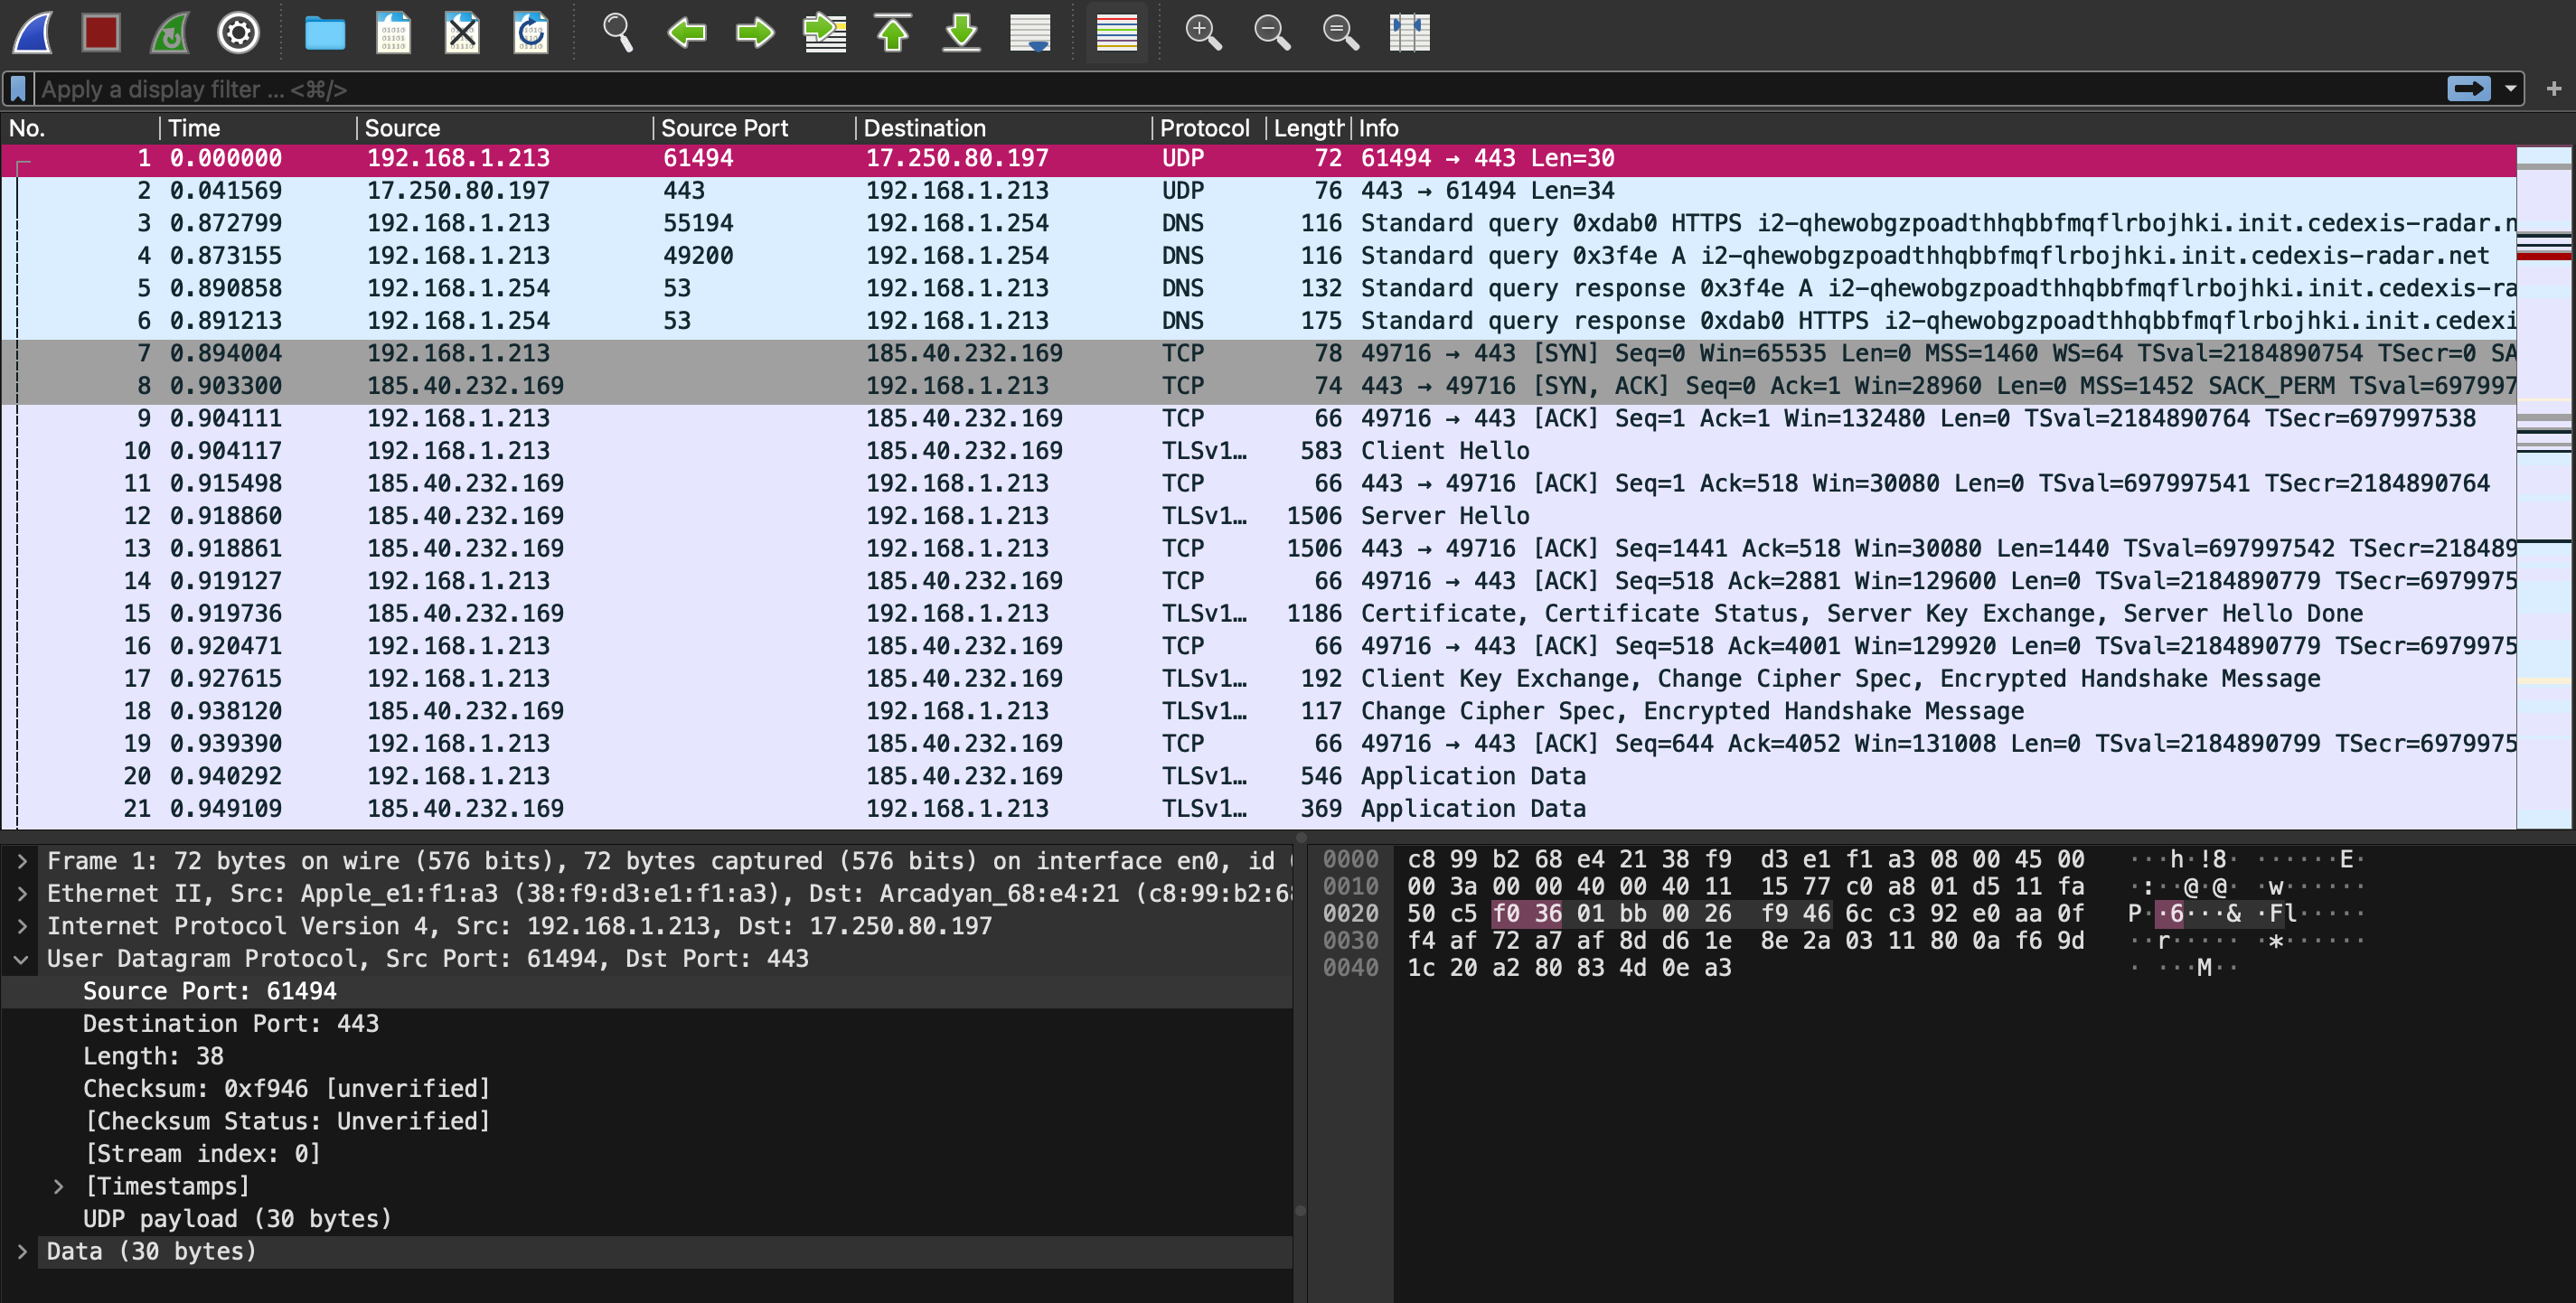 Apply a display filter ... <⌘/>
No. Time Source Source Port Destination Protocol Length Info
1 0.000000 192.168.1.213 61494 17.250.80.197 UDP 72 61494 → 443 Len=30
2 0.041569 17.250.80.197 443 192.168.1.213 UDP 76 443 → 61494 Len=34
3 0.872799 192.168.1.213 55194 192.168.1.254 DNS 116 Standard query 0xdab0 HTTPS i2-qhewobgzpoadthhqbbfmqflrbojhki.init.cedexis-radar.n
4 0.873155 192.168.1.213 49200 192.168.1.254 DNS 116 Standard query 0x3f4e A i2-qhewobgzpoadthhqbbfmqflrbojhki.init.cedexis-radar.net
5 0.890858 192.168.1.254 53 192.168.1.213 DNS 132 Standard query response 0x3f4e A i2-qhewobgzpoadthhqbbfmqflrbojhki.init.cedexis-ra
6 0.891213 192.168.1.254 53 192.168.1.213 DNS 175 Standard query response 0xdab0 HTTPS i2-qhewobgzpoadthhqbbfmqflrbojhki.init.cedexi
7 0.894004 192.168.1.213 185.40.232.169 TCP 78 49716 → 443 [SYN] Seq=0 Win=65535 Len=0 MSS=1460 WS=64 TSval=2184890754 TSecr=0 SA
8 0.903300 185.40.232.169 192.168.1.213 TCP 74 443 → 49716 [SYN, ACK] Seq=0 Ack=1 Win=28960 Len=0 MSS=1452 SACK_PERM TSval=697997
9 0.904111 192.168.1.213 185.40.232.169 TCP 66 49716 → 443 [ACK] Seq=1 Ack=1 Win=132480 Len=0 TSval=2184890764 TSecr=697997538
10 0.904117 192.168.1.213 185.40.232.169 TLSv1… 583 Client Hello
11 0.915498 185.40.232.169 192.168.1.213 TCP 66 443 → 49716 [ACK] Seq=1 Ack=518 Win=30080 Len=0 TSval=697997541 TSecr=2184890764
12 0.918860 185.40.232.169 192.168.1.213 TLSv1… 1506 Server Hello
13 0.918861 185.40.232.169 192.168.1.213 TCP 1506 443 → 49716 [ACK] Seq=1441 Ack=518 Win=30080 Len=1440 TSval=697997542 TSecr=218489
14 0.919127 192.168.1.213 185.40.232.169 TCP 66 49716 → 443 [ACK] Seq=518 Ack=2881 Win=129600 Len=0 TSval=2184890779 TSecr=6979975
15 0.919736 185.40.232.169 192.168.1.213 TLSv1… 1186 Certificate, Certificate Status, Server Key Exchange, Server Hello Done
16 0.920471 192.168.1.213 185.40.232.169 TCP 66 49716 → 443 [ACK] Seq=518 Ack=4001 Win=129920 Len=0 TSval=2184890779 TSecr=6979975
17 0.927615 192.168.1.213 185.40.232.169 TLSv1… 192 Client Key Exchange, Change Cipher Spec, Encrypted Handshake Message
18 0.938120 185.40.232.169 192.168.1.213 TLSv1… 117 Change Cipher Spec, Encrypted Handshake Message
19 0.939390 192.168.1.213 185.40.232.169 TCP 66 49716 → 443 [ACK] Seq=644 Ack=4052 Win=131008 Len=0 TSval=2184890799 TSecr=6979975
20 0.940292 192.168.1.213 185.40.232.169 TLSv1… 546 Application Data
21 0.949109 185.40.232.169 192.168.1.213 TLSv1… 369 Application Data
Frame 1: 72 bytes on wire (576 bits), 72 bytes captured (576 bits) on interface en0, id
Ethernet II, Src: Apple_e1:f1:a3 (38:f9:d3:e1:f1:a3), Dst: Arcadyan_68:e4:21 (c8:99:b2:68
Internet Protocol Version 4, Src: 192.168.1.213, Dst: 17.250.80.197
User Datagram Protocol, Src Port: 61494, Dst Port: 443
Source Port: 61494
Destination Port: 443
Length: 38
Checksum: 0xf946 [unverified]
[Checksum Status: Unverified]
[Stream index: 0]
[Timestamps]
UDP payload (30 bytes)
Data (30 bytes)
0000 c8 99 b2 68 e4 21 38 f9 d3 e1 f1 a3 08 00 45 00 ···h·!8· ······E·
0010 00 3a 00 00 40 00 40 11 15 77 c0 a8 01 d5 11 fa ·:··@·@· ·w······
0020 50 c5 f0 36 01 bb 00 26 f9 46 6c c3 92 e0 aa 0f P··6···& ·Fl·····
0030 f4 af 72 a7 af 8d d6 1e 8e 2a 03 11 80 0a f6 9d ··r····· ·*······
0040 1c 20 a2 80 83 4d 0e a3 · ···M··